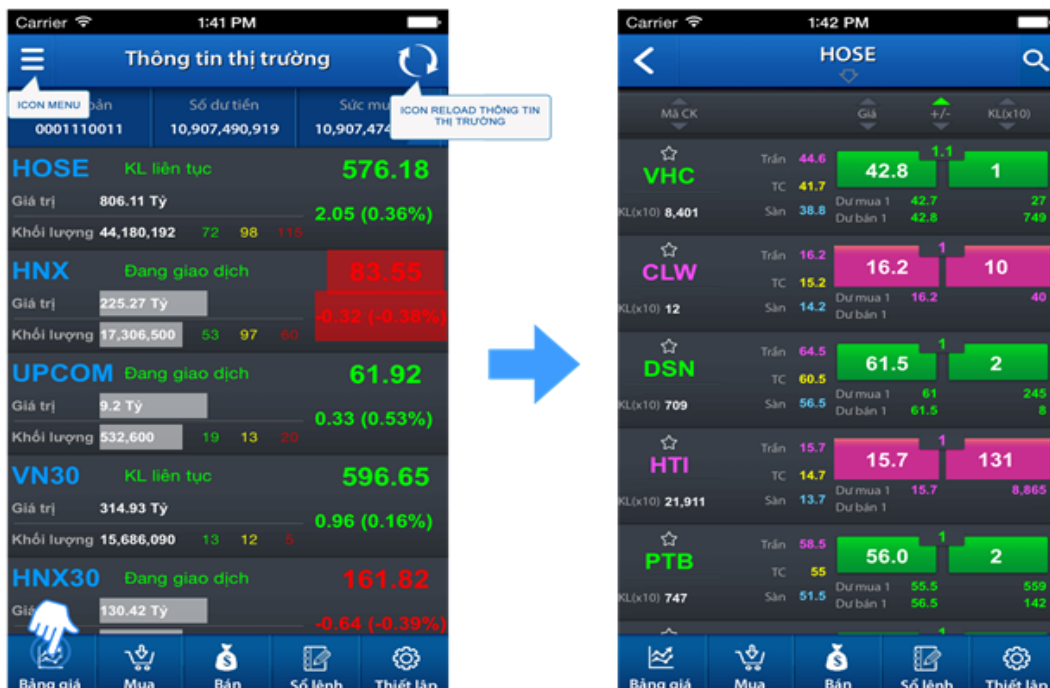 Carrier 1:41 PM
Thông tin thị trường
ICON MENU
ICON RELOAD THÔNG TIN THỊ TRƯỜNG
Số dư tiền Sức
0001110011 10,907,490,919 10,907,474
HOSE KL liên tục 576.18
Giá trị 806.11 Tỷ
2.05 (0.36%)
Khối lượng 44,180,192 72 98 115
HNX Đang giao dịch 83.55
Giá trị 225.27 Tỷ
-0.32 (-0.38%)
Khối lượng 17,306,500 53 97 60
UPCOM Đang giao dịch 61.92
Giá trị 9.2 Tỷ
0.33 (0.53%)
Khối lượng 532,600 19 13 20
VN30 KL liên tục 596.65
Giá trị 314.93 Tỷ
0.96 (0.16%)
Khối lượng 15,686,090 13 12 5
HNX30 Đang giao dịch 161.82
130.42 Tỷ
-0.64 (-0.39%)
Bảng giá Mua Bán Sổ lệnh Thiết lập
Carrier 1:42 PM
HOSE
Mã CK Giá +/- KL(x10)
VHC Trần 44.6 42.8 1.1 1
TC 41.7
KL(x10) 8,401 Sàn 38.8 Dư mua 1 42.7 27
Dư bán 1 42.8 749
CLW Trần 16.2 16.2 1 10
TC 15.2
KL(x10) 12 Sàn 14.2 Dư mua 1 16.2 40
Dư bán 1
DSN Trần 64.5 61.5 1 2
TC 60.5
KL(x10) 709 Sàn 56.5 Dư mua 1 61 245
Dư bán 1 61.5 8
HTI Trần 15.7 15.7 1 131
TC 14.7
KL(x10) 21,911 Sàn 13.7 Dư mua 1 15.7 8,865
Dư bán 1
PTB Trần 58.5 56.0 1 2
TC 55
KL(x10) 747 Sàn 51.5 Dư mua 1 55.5 559
Dư bán 1 56.5 142
1
Bảng giá Mua Bán Sổ lệnh Thiết lập